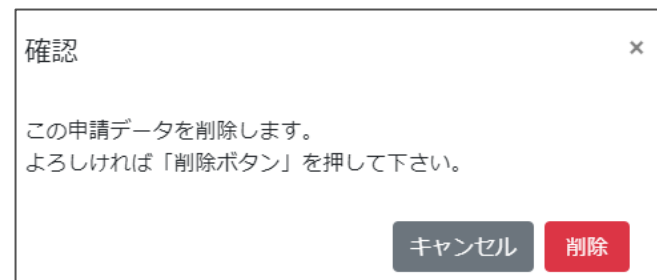 確認 ×
この申請データを削除します。
よろしければ「削除ボタン」を押して下さい。
キャンセル 削除